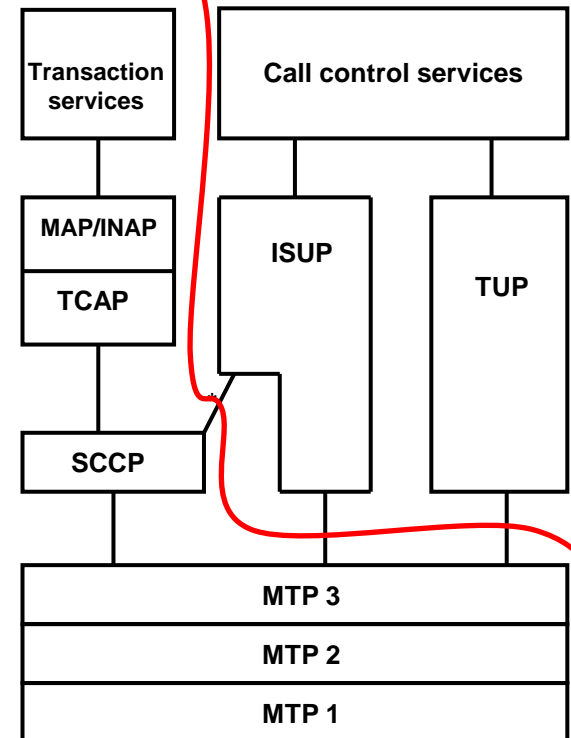 Transaction
services
Call control services
MAP/INAP
TCAP
ISUP
TUP
*
SCCP
MTP 3
MTP 2
MTP 1